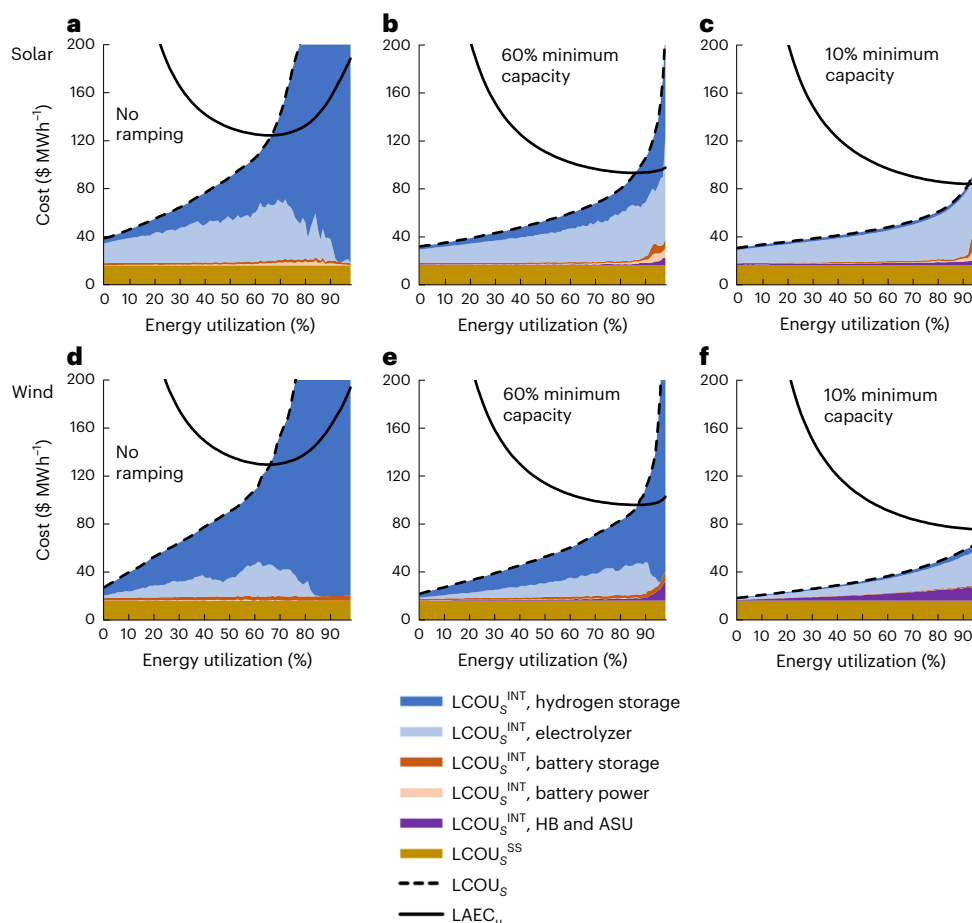 a
b
c
Solar
200
160
120
80
40
0
Cost ($ MWh⁻¹)
No
ramping
0 10 20 30 40 50 60 70 80 90
Energy utilization (%)
200
160
120
80
40
0
60% minimum
capacity
0 10 20 30 40 50 60 70 80 90
Energy utilization (%)
200
160
120
80
40
0
10% minimum
capacity
0 10 20 30 40 50 60 70 80 90
Energy utilization (%)
d
e
f
Wind
200
160
120
80
40
0
Cost ($ MWh⁻¹)
No
ramping
0 10 20 30 40 50 60 70 80 90
Energy utilization (%)
200
160
120
80
40
0
60% minimum
capacity
0 10 20 30 40 50 60 70 80 90
Energy utilization (%)
200
160
120
80
40
0
10% minimum
capacity
0 10 20 30 40 50 60 70 80 90
Energy utilization (%)
LCOU_S^INT, hydrogen storage
LCOU_S^INT, electrolyzer
LCOU_S^INT, battery storage
LCOU_S^INT, battery power
LCOU_S^INT, HB and ASU
LCOU_S^SS
LCOU_S
LAEC